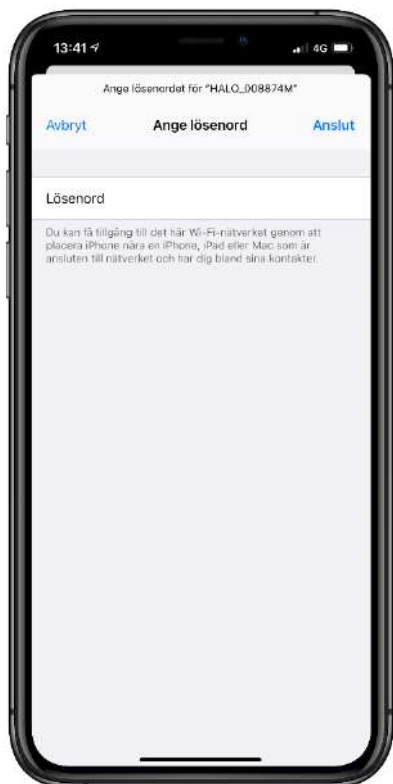 13:41
4G
Ange lösenordet för "HALO_008874M"
Avbryt Ange lösenord Anslut
Lösenord
Du kan få tillgång till det här Wi-Fi-nätverket genom att
placera iPhone nära en iPhone, iPad eller Mac som är
ansluten till nätverket och har dig bland sina kontakter.